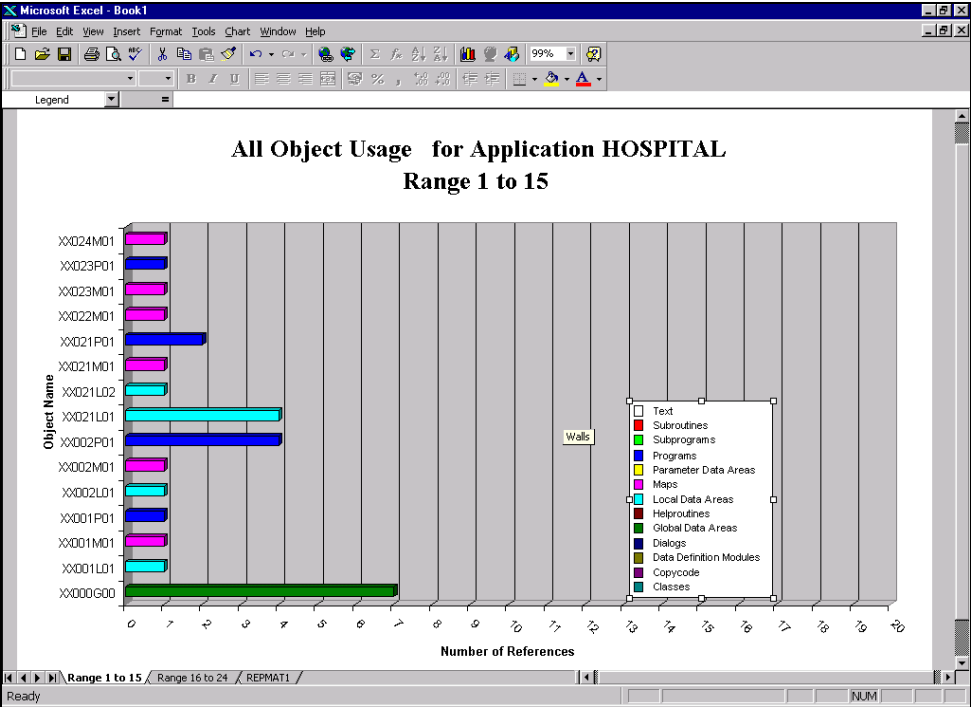 Microsoft Excel - Book1
File Edit View Insert Format Tools Chart Window Help
99%
B I U
Legend =
All Object Usage for Application HOSPITAL
Range 1 to 15
Object Name
XX024M01
XX023P01
XX023M01
XX022M01
XX021P01
XX021M01
XX021L02
XX021L01
XX002P01
XX002M01
XX002L01
XX001P01
XX001M01
XX001L01
XX000G00
Walls
Text
Subroutines
Subprograms
Programs
Parameter Data Areas
Maps
Local Data Areas
Helproutines
Global Data Areas
Dialogs
Data Definition Modules
Copycode
Classes
0 1 2 3 4 5 6 7 8 9 10 11 12 13 14 15 16 17 18 19 20
Number of References
Range 1 to 15 Range 16 to 24 REPMAT1
Ready NUM